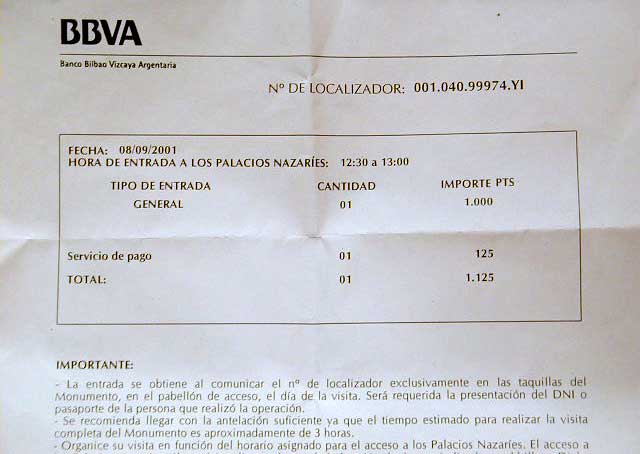 BBVA
Banco Bilbao Vizcaya Argentaria
Nº DE LOCALIZADOR: 001.040.99974.YI
FECHA: 08/09/2001
HORA DE ENTRADA A LOS PALACIOS NAZARÍES: 12:30 a 13:00
TIPO DE ENTRADA CANTIDAD IMPORTE PTS
GENERAL 01 1.000
Servicio de pago 01 125
TOTAL: 01 1.125
IMPORTANTE:
- La entrada se obtiene al comunicar el nº de localizador exclusivamente en las taquillas del
Monumento, en el pabellón de acceso, el día de la visita. Será requerida la presentación del DNI o
pasaporte de la persona que realizó la operación.
- Se recomienda llegar con la antelación suficiente ya que el tiempo estimado para realizar la visita
completa del Monumento es aproximadamente de 3 horas.
- Organice su visita en función del horario asignado para el acceso a los Palacios Nazaríes. El acceso a